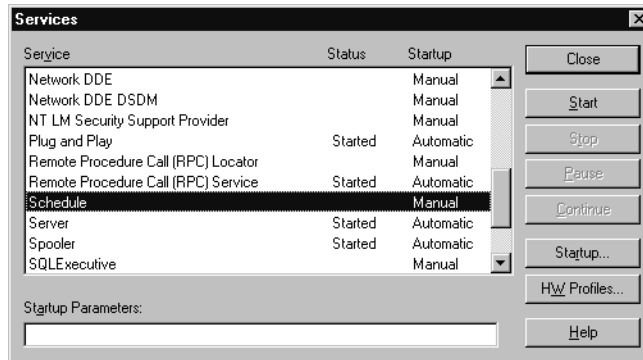 Services
Service Status Startup
Network DDE Manual
Network DDE DSDM Manual
NT LM Security Support Provider Manual
Plug and Play Started Automatic
Remote Procedure Call (RPC) Locator Manual
Remote Procedure Call (RPC) Service Started Automatic
Schedule Manual
Server Started Automatic
Spooler Started Automatic
SQLExecutive Manual
Startup Parameters:
Close
Start
Stop
Pause
Continue
Startup...
HW Profiles...
Help